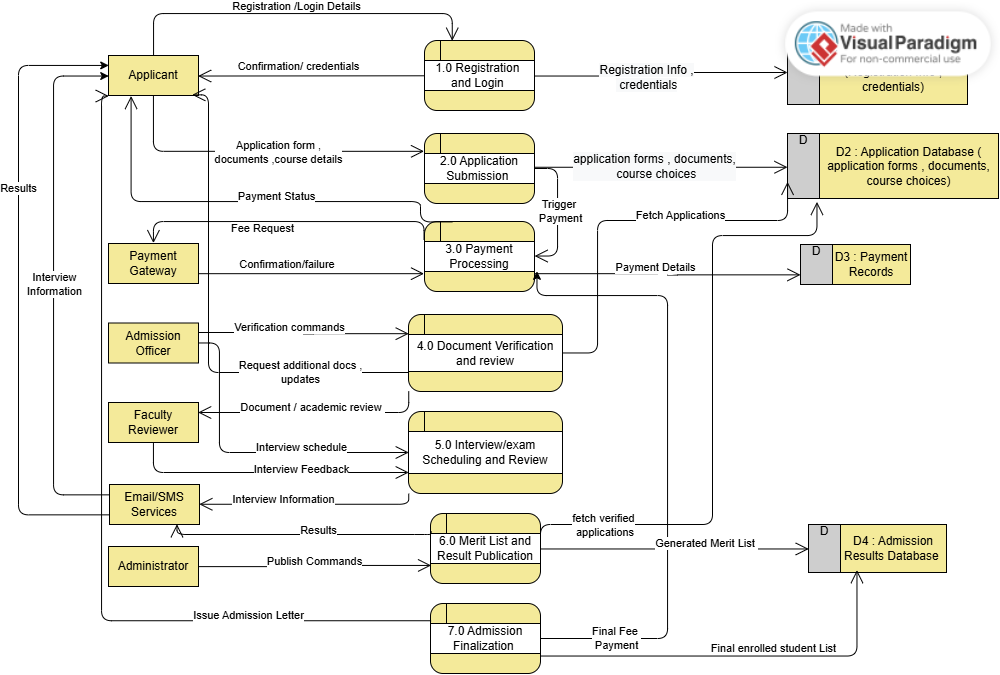 Registration /Login Details
Made with
Visual Paradigm
For non-commercial use
Applicant
Confirmation/ credentials
1.0 Registration
and Login
Registration Info ,
credentials
credentials)
Application form ,
documents ,course details
2.0 Application
Submission
application forms , documents,
course choices
D
D2 : Application Database (
application forms , documents,
course choices)
Results
Payment Status
Trigger
Payment
Fetch Applications
Fee Request
Payment
Gateway
Confirmation/failure
3.0 Payment
Processing
Payment Details
D
D3 : Payment
Records
Interview
Information
Admission
Officer
Verification commands
4.0 Document Verification
and review
Request additional docs ,
updates
Faculty
Reviewer
Document / academic review
Interview schedule
5.0 Interview/exam
Scheduling and Review
Interview Feedback
Email/SMS
Services
Interview Information
Results
6.0 Merit List and
Result Publication
fetch verified
applications
Generated Merit List
D
D4 : Admission
Results Database
Administrator
Publish Commands
Issue Admission Letter
7.0 Admission
Finalization
Final Fee
Payment
Final enrolled student List